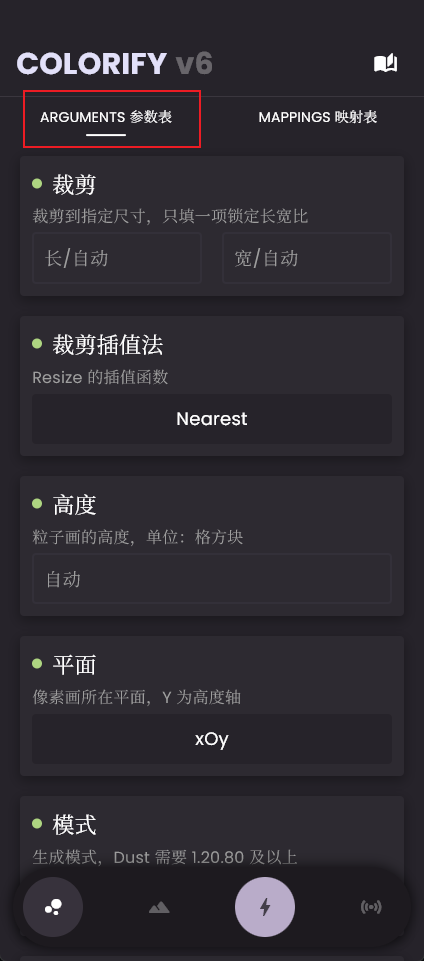 COLORIFY v6
ARGUMENTS 参数表
MAPPINGS 映射表
裁剪
裁剪到指定尺寸，只填一项锁定长宽比
长/自动
宽/自动
裁剪插值法
Resize 的插值函数
Nearest
高度
粒子画的高度，单位：格方块
自动
平面
像素画所在平面，Y 为高度轴
xOy
模式
生成模式，Dust 需要 1.20.80 及以上